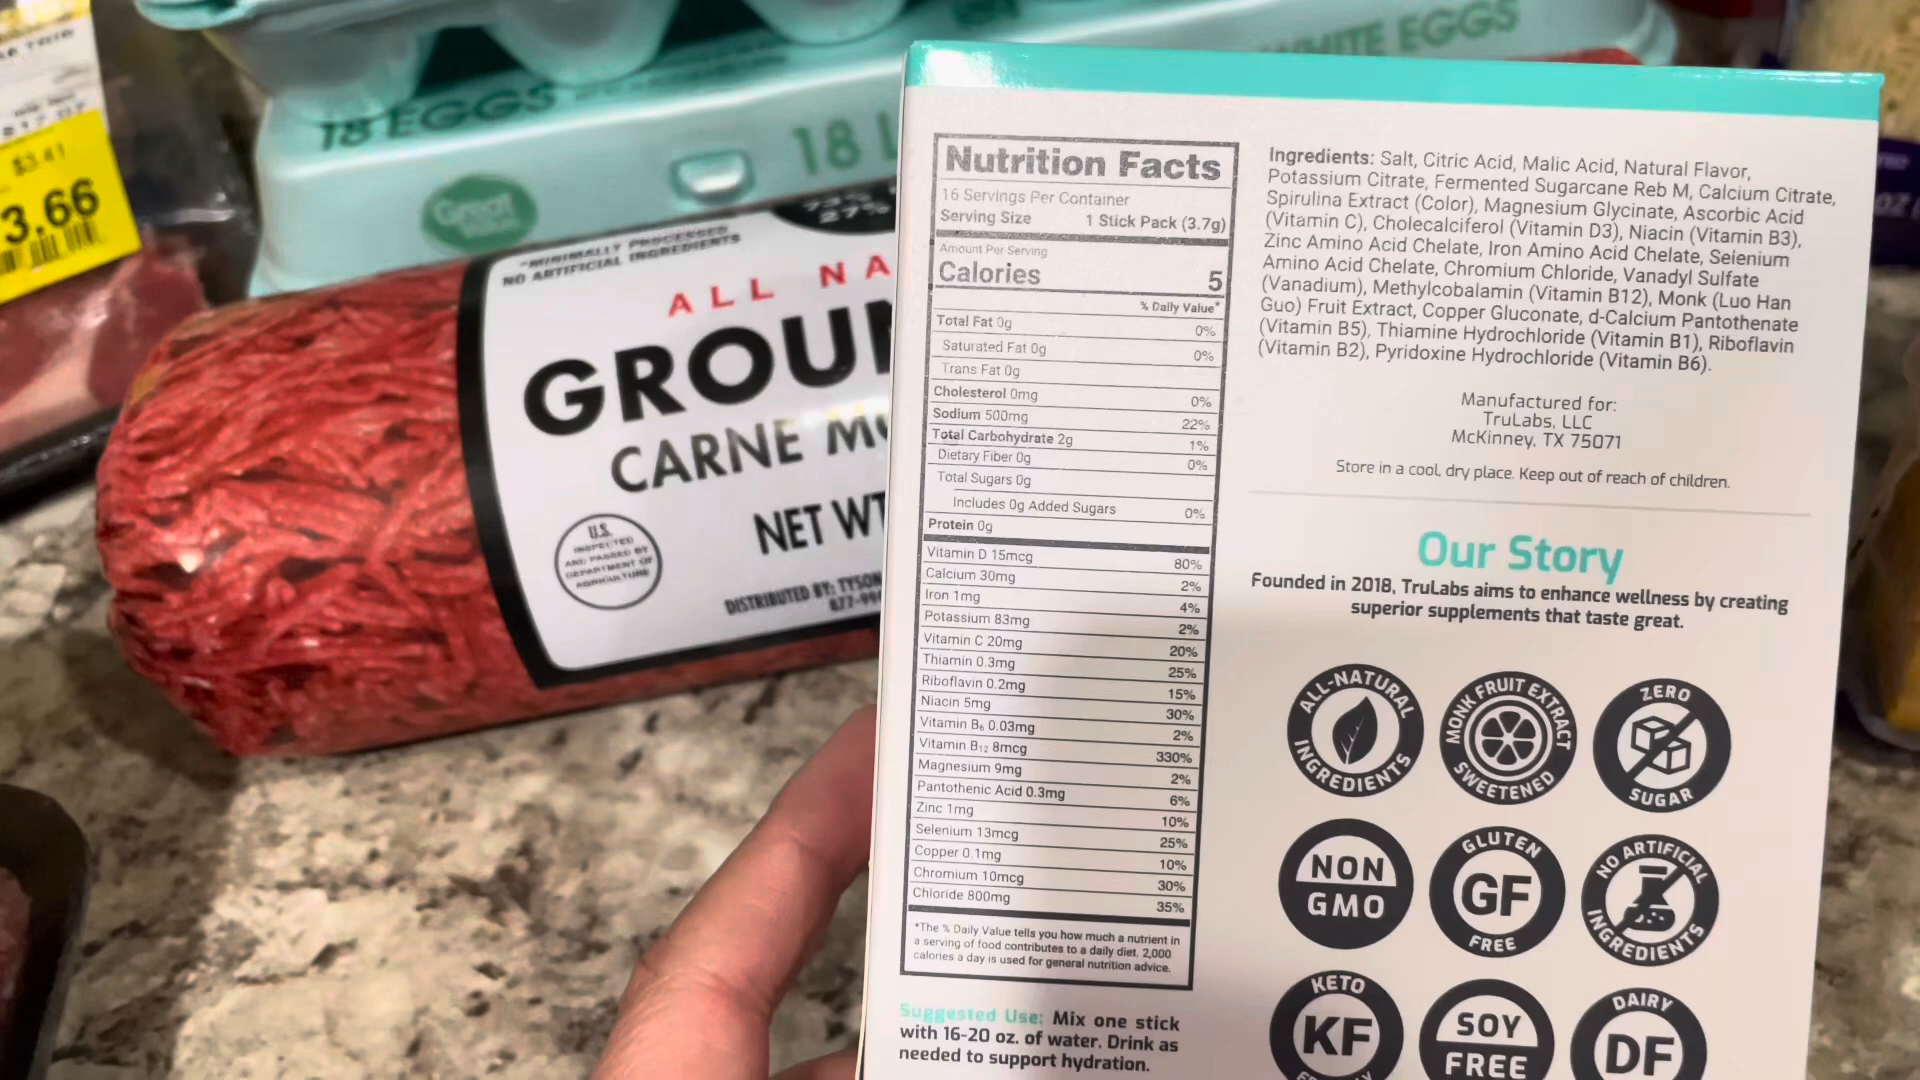 $3.41
3.66
18 EGGS
WHITE EGGS
18 L
Great
73%
27%
*MINIMALLY PROCESSED
NO ARTIFICIAL INGREDIENTS
ALL NA
GROUN
CARNE MO
NET WT
U.S.
INSPECTED
AND PASSED BY
DEPARTMENT OF
AGRICULTURE
DISTRIBUTED BY: TYSON
Nutrition Facts
16 Servings Per Container
Serving Size 1 Stick Pack (3.7g)
Amount Per Serving
Calories 5
% Daily Value*
Total Fat 0g 0%
Saturated Fat 0g 0%
Trans Fat 0g
Cholesterol 0mg 0%
Sodium 500mg 22%
Total Carbohydrate 2g 1%
Dietary Fiber 0g 0%
Total Sugars 0g
Includes 0g Added Sugars 0%
Protein 0g
Vitamin D 15mcg 80%
Calcium 30mg 2%
Iron 1mg 4%
Potassium 83mg 2%
Vitamin C 20mg 20%
Thiamin 0.3mg 25%
Riboflavin 0.2mg 15%
Niacin 5mg 30%
Vitamin B₆ 0.03mg 2%
Vitamin B₁₂ 8mcg 330%
Magnesium 9mg 2%
Pantothenic Acid 0.3mg 6%
Zinc 1mg 10%
Selenium 13mcg 25%
Copper 0.1mg 10%
Chromium 10mcg 30%
Chloride 800mg 35%
*The % Daily Value tells you how much a nutrient in
a serving of food contributes to a daily diet. 2,000
calories a day is used for general nutrition advice.
Suggested Use: Mix one stick
with 16-20 oz. of water. Drink as
needed to support hydration.
Ingredients: Salt, Citric Acid, Malic Acid, Natural Flavor,
Potassium Citrate, Fermented Sugarcane Reb M, Calcium Citrate,
Spirulina Extract (Color), Magnesium Glycinate, Ascorbic Acid
(Vitamin C), Cholecalciferol (Vitamin D3), Niacin (Vitamin B3),
Zinc Amino Acid Chelate, Iron Amino Acid Chelate, Selenium
Amino Acid Chelate, Chromium Chloride, Vanadyl Sulfate
(Vanadium), Methylcobalamin (Vitamin B12), Monk (Luo Han
Guo) Fruit Extract, Copper Gluconate, d-Calcium Pantothenate
(Vitamin B5), Thiamine Hydrochloride (Vitamin B1), Riboflavin
(Vitamin B2), Pyridoxine Hydrochloride (Vitamin B6).
Manufactured for:
TruLabs, LLC
McKinney, TX 75071
Store in a cool, dry place. Keep out of reach of children.
Our Story
Founded in 2018, TruLabs aims to enhance wellness by creating
superior supplements that taste great.
ALL-NATURAL
INGREDIENTS
MONK FRUIT EXTRACT
SWEETENED
ZERO
SUGAR
NON
GMO
GLUTEN
GF
FREE
NO ARTIFICIAL
INGREDIENTS
KETO
KF
SOY
FREE
DAIRY
DF